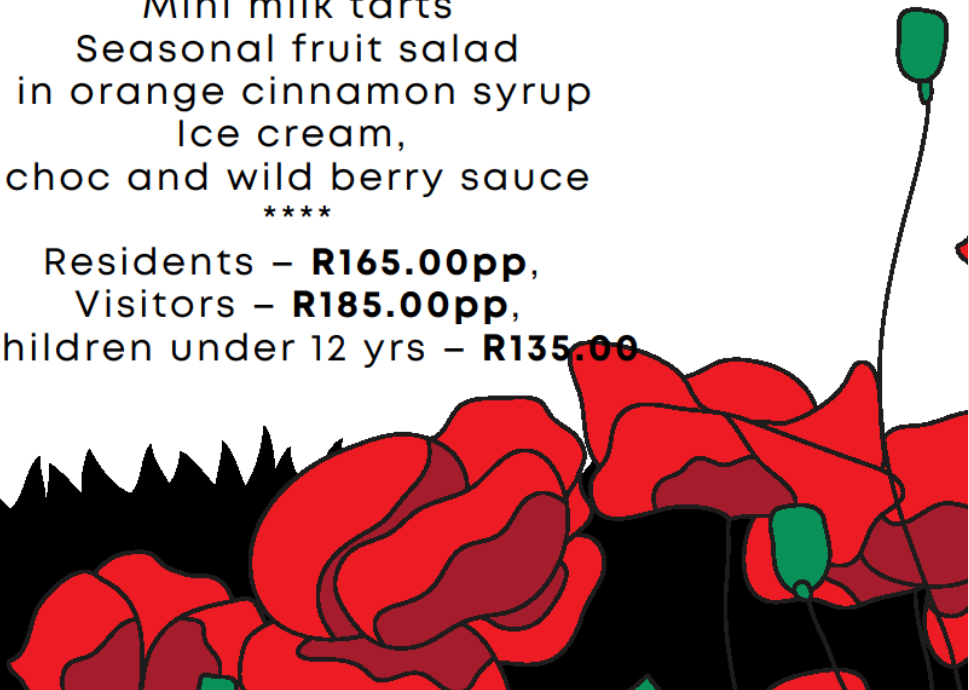 Mini milk tarts
Seasonal fruit salad
in orange cinnamon syrup
Ice cream,
choc and wild berry sauce
****
Residents – R165.00pp,
Visitors – R185.00pp,
hildren under 12 yrs – R135.00